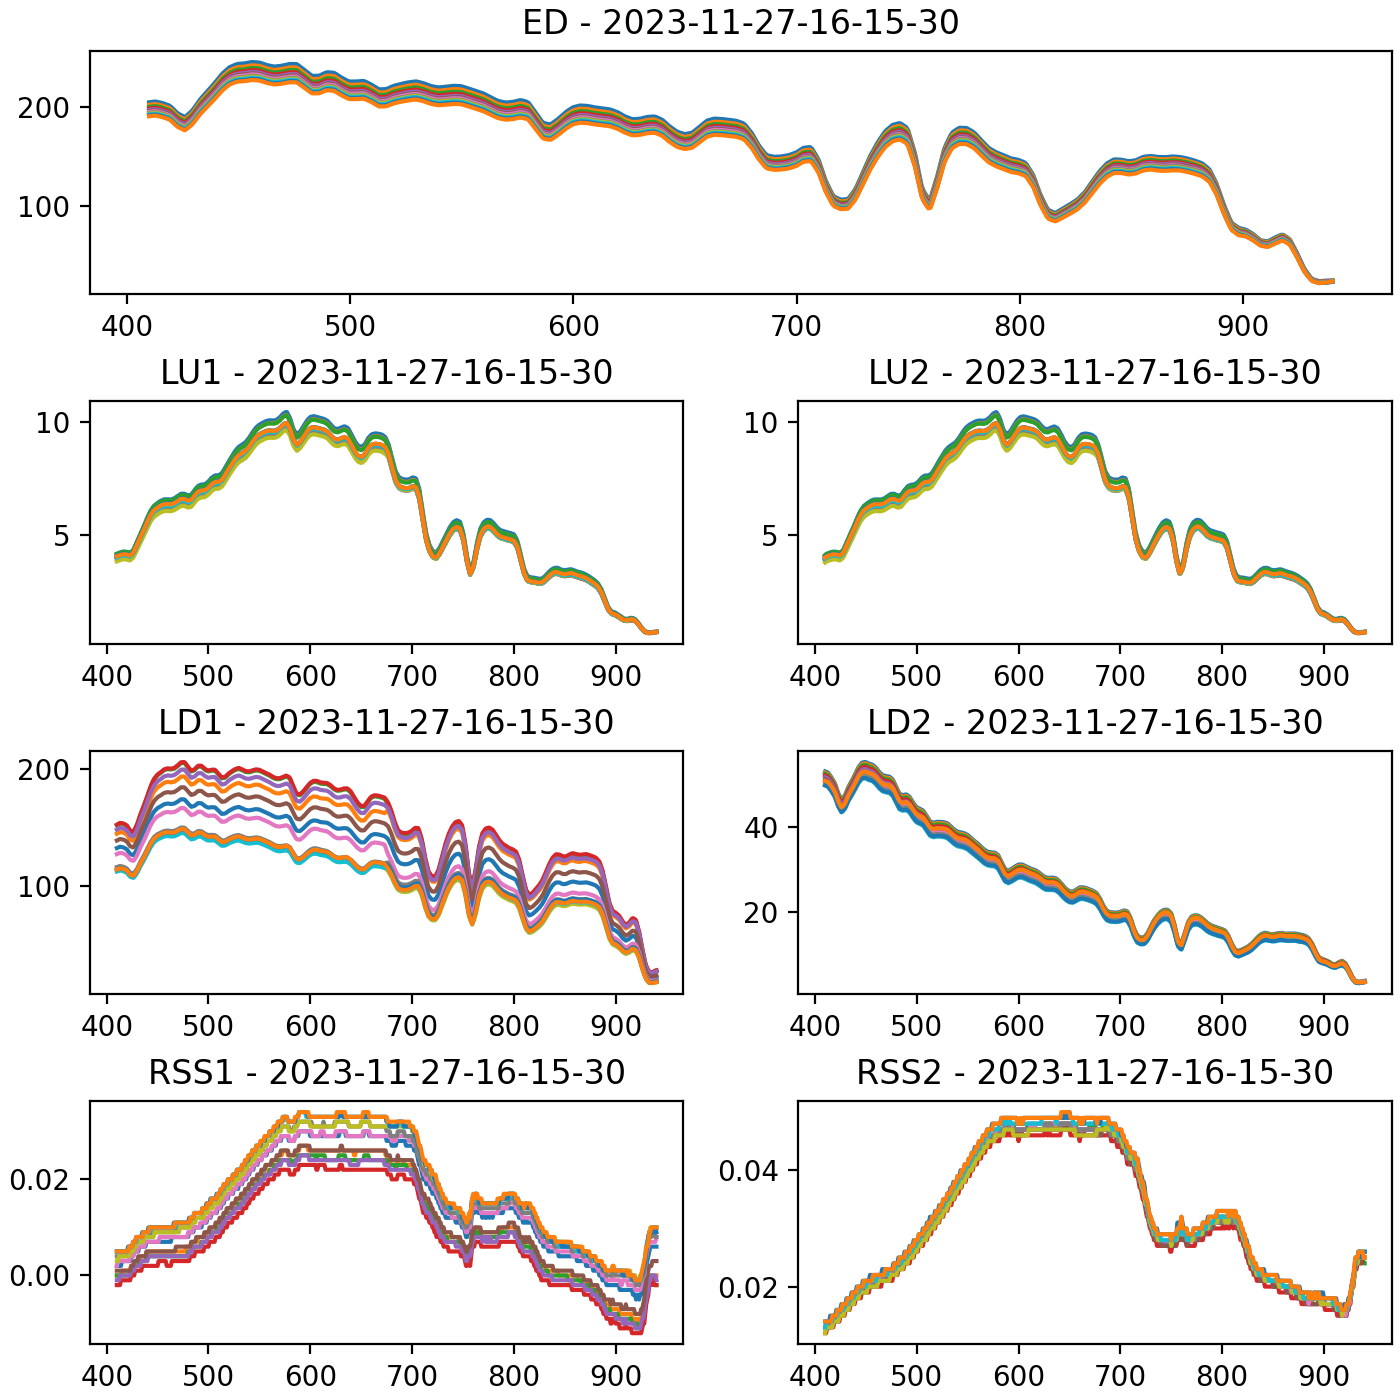 ED - 2023-11-27-16-15-30
200
100
400 500 600 700 800 900
LU1 - 2023-11-27-16-15-30
LU2 - 2023-11-27-16-15-30
10
5
400 500 600 700 800 900
10
5
400 500 600 700 800 900
LD1 - 2023-11-27-16-15-30
LD2 - 2023-11-27-16-15-30
200
100
400 500 600 700 800 900
40
20
400 500 600 700 800 900
RSS1 - 2023-11-27-16-15-30
RSS2 - 2023-11-27-16-15-30
0.02
0.00
400 500 600 700 800 900
0.04
0.02
400 500 600 700 800 900